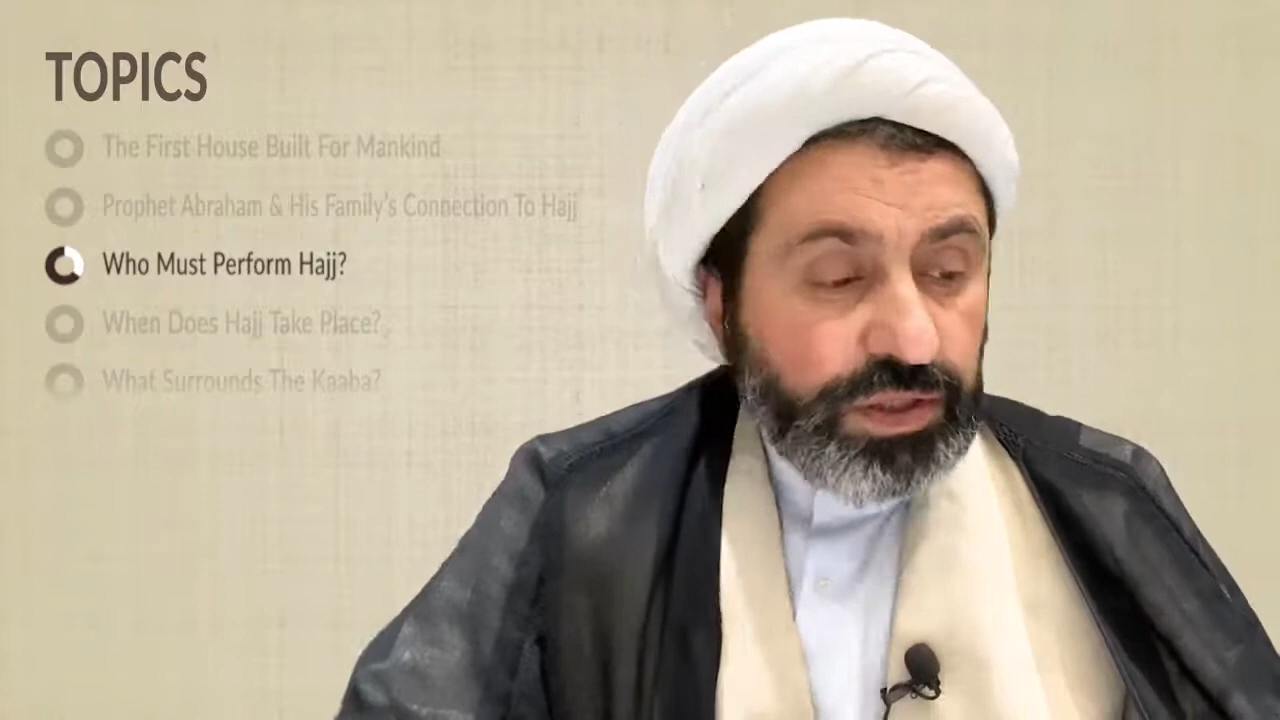 TOPICS
The First House Built For Mankind
Prophet Abraham & His Family's Connection To Hajj
Who Must Perform Hajj?
When Does Hajj Take Place?
What Surrounds The Kaaba?